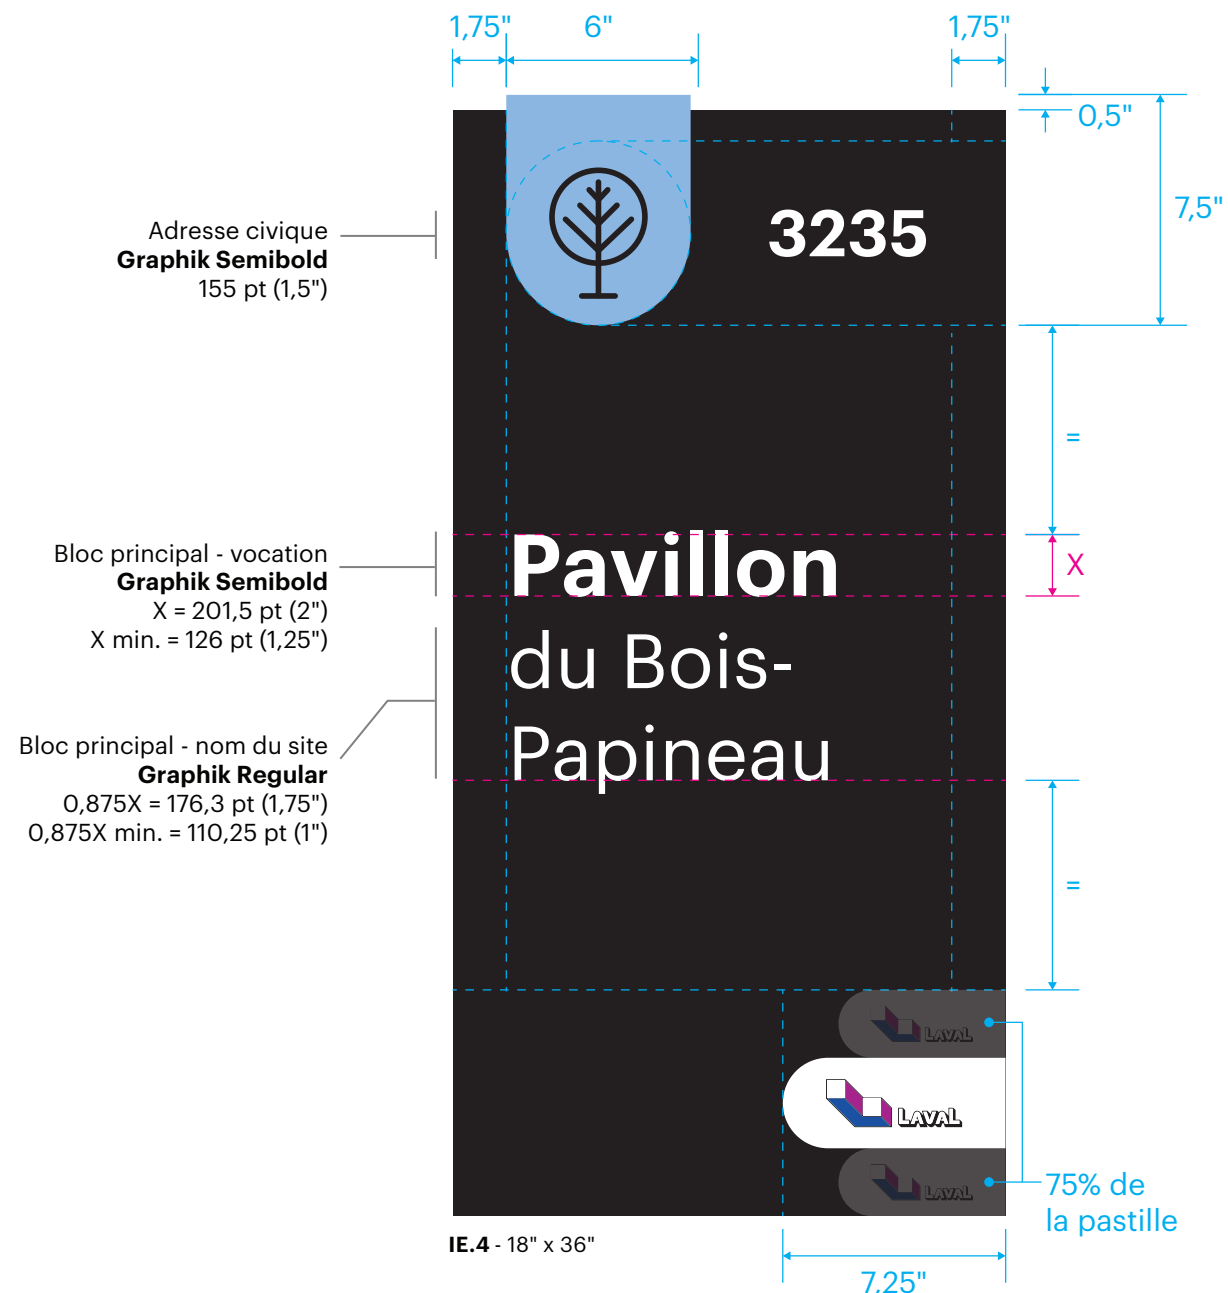 1,75"
6"
1,75"
0,5"
7,5"
Adresse civique
Graphik Semibold
155 pt (1,5")
3235
=
Bloc principal - vocation
Graphik Semibold
X = 201,5 pt (2")
X min. = 126 pt (1,25")
Pavillon
X
du Bois-
Papineau
Bloc principal - nom du site
Graphik Regular
0,875X = 176,3 pt (1,75")
0,875X min. = 110,25 pt (1")
=
LAVAL
LAVAL
LAVAL
75% de
la pastille
IE.4 - 18" x 36"
7,25"